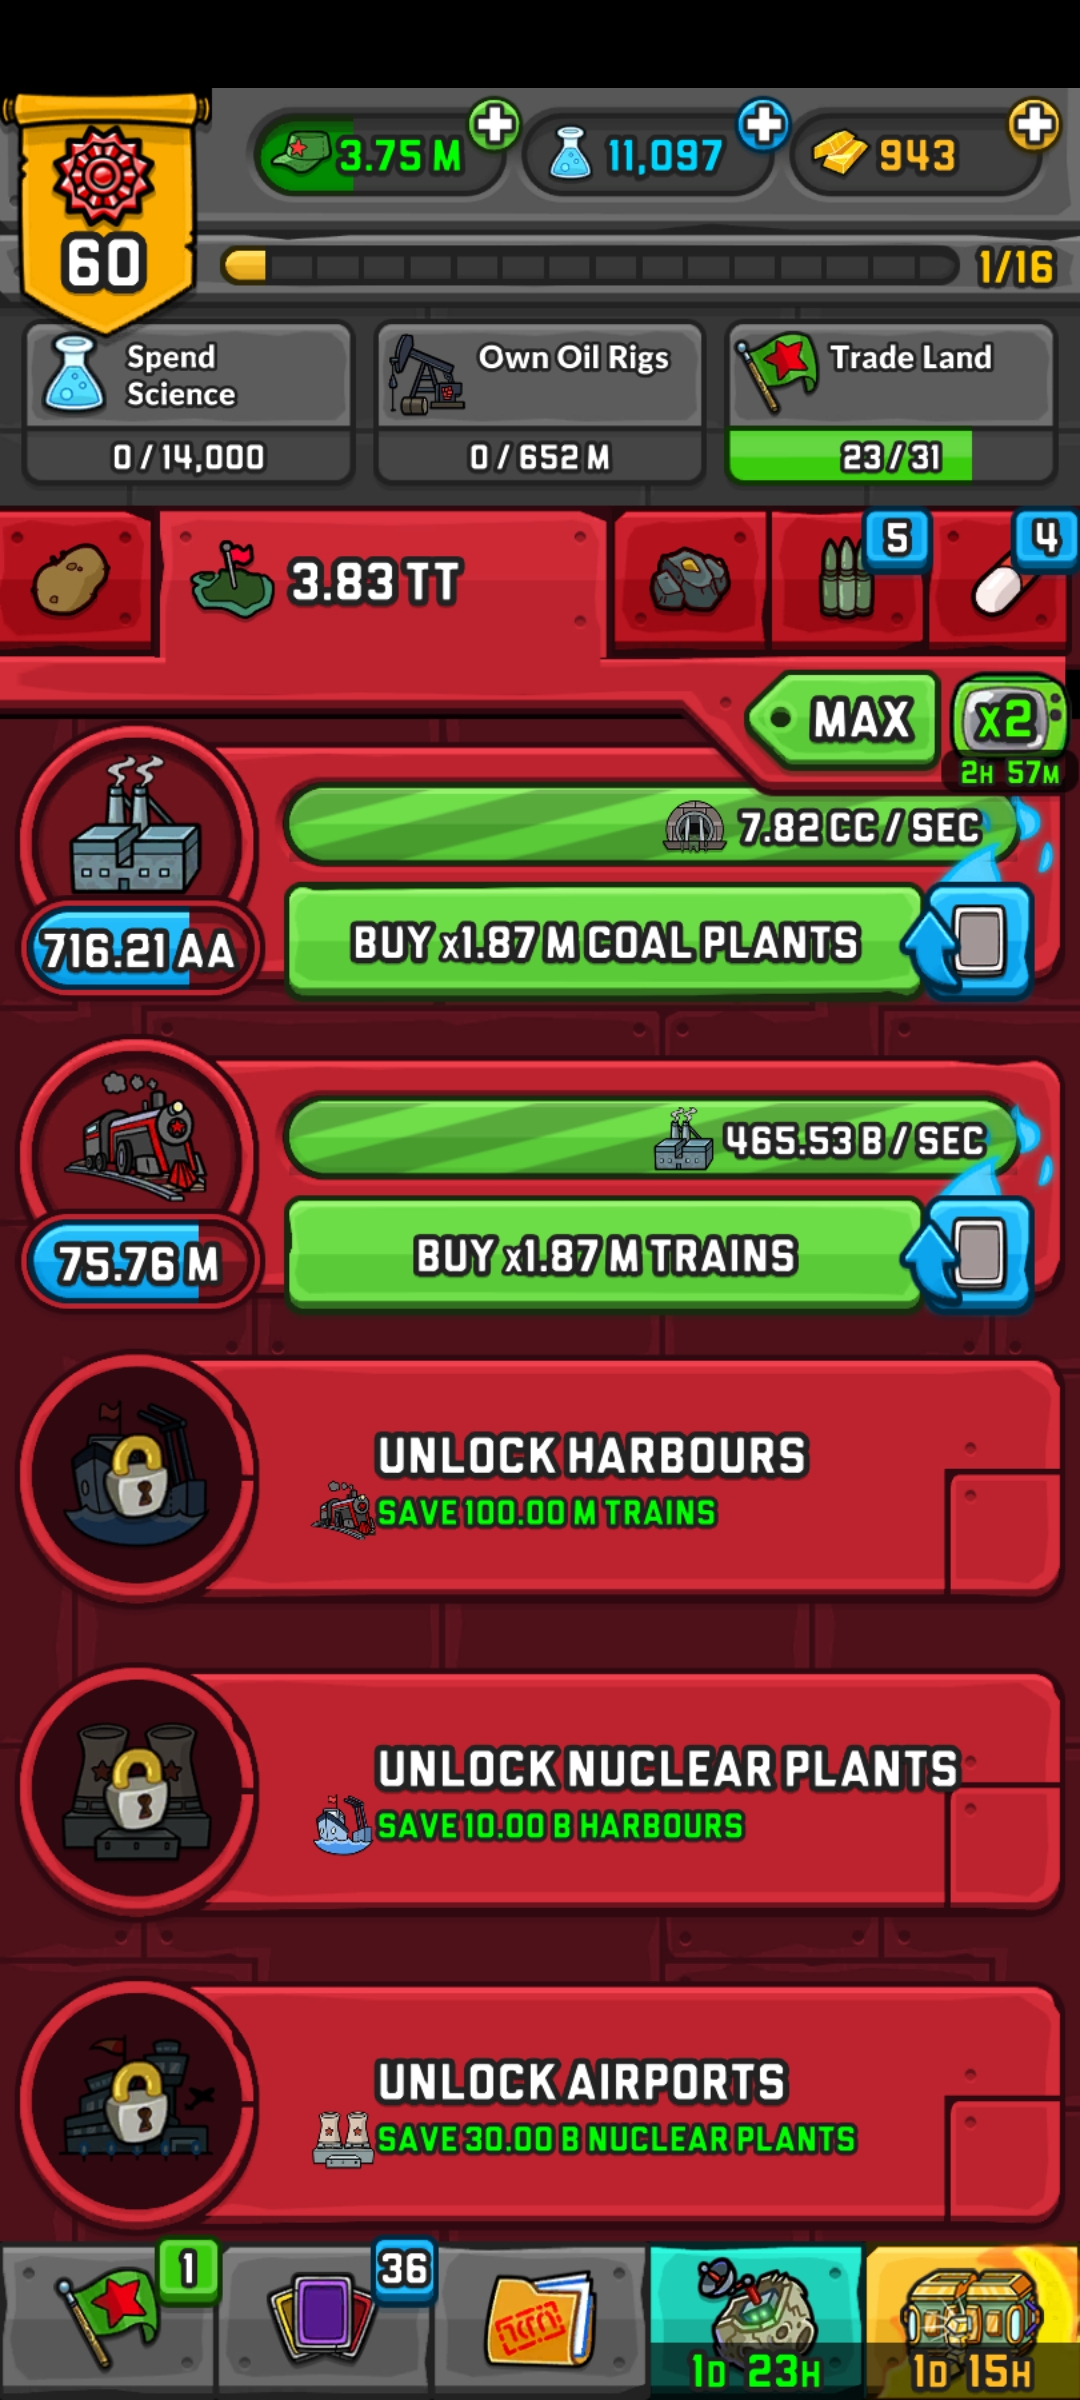 3.75 M
11,097
943
60
1/16
Spend
Science
0/14,000
Own Oil Rigs
0/652 M
Trade Land
23/31
3.83 TT
5
4
MAX
x2
2H 57M
7.82 CC / SEC
716.21 AA
BUY x1.87 M COAL PLANTS
465.53 B / SEC
75.76 M
BUY x1.87 M TRAINS
UNLOCK HARBOURS
SAVE 100.00 M TRAINS
UNLOCK NUCLEAR PLANTS
SAVE 10.00 B HARBOURS
UNLOCK AIRPORTS
SAVE 30.00 B NUCLEAR PLANTS
1
36
1D 23H
1D 15H